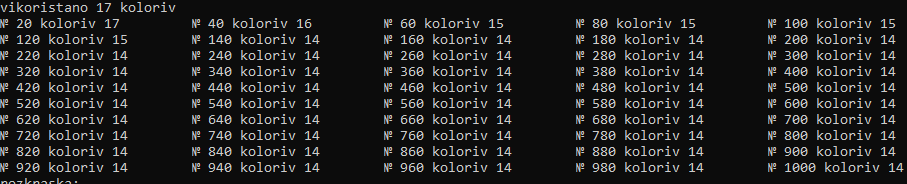 vikoristano 17 koloriv
№ 20 koloriv 17 № 40 koloriv 16 № 60 koloriv 15 № 80 koloriv 15 № 100 koloriv 15
№ 120 koloriv 15 № 140 koloriv 14 № 160 koloriv 14 № 180 koloriv 14 № 200 koloriv 14
№ 220 koloriv 14 № 240 koloriv 14 № 260 koloriv 14 № 280 koloriv 14 № 300 koloriv 14
№ 320 koloriv 14 № 340 koloriv 14 № 360 koloriv 14 № 380 koloriv 14 № 400 koloriv 14
№ 420 koloriv 14 № 440 koloriv 14 № 460 koloriv 14 № 480 koloriv 14 № 500 koloriv 14
№ 520 koloriv 14 № 540 koloriv 14 № 560 koloriv 14 № 580 koloriv 14 № 600 koloriv 14
№ 620 koloriv 14 № 640 koloriv 14 № 660 koloriv 14 № 680 koloriv 14 № 700 koloriv 14
№ 720 koloriv 14 № 740 koloriv 14 № 760 koloriv 14 № 780 koloriv 14 № 800 koloriv 14
№ 820 koloriv 14 № 840 koloriv 14 № 860 koloriv 14 № 880 koloriv 14 № 900 koloriv 14
№ 920 koloriv 14 № 940 koloriv 14 № 960 koloriv 14 № 980 koloriv 14 № 1000 koloriv 14